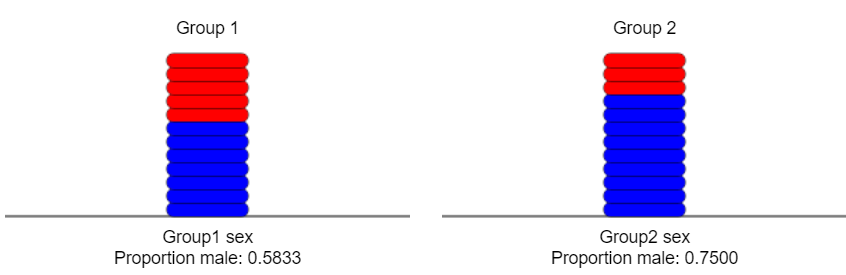 Group 1
Group 2
Group1 sex
Proportion male: 0.5833
Group2 sex
Proportion male: 0.7500